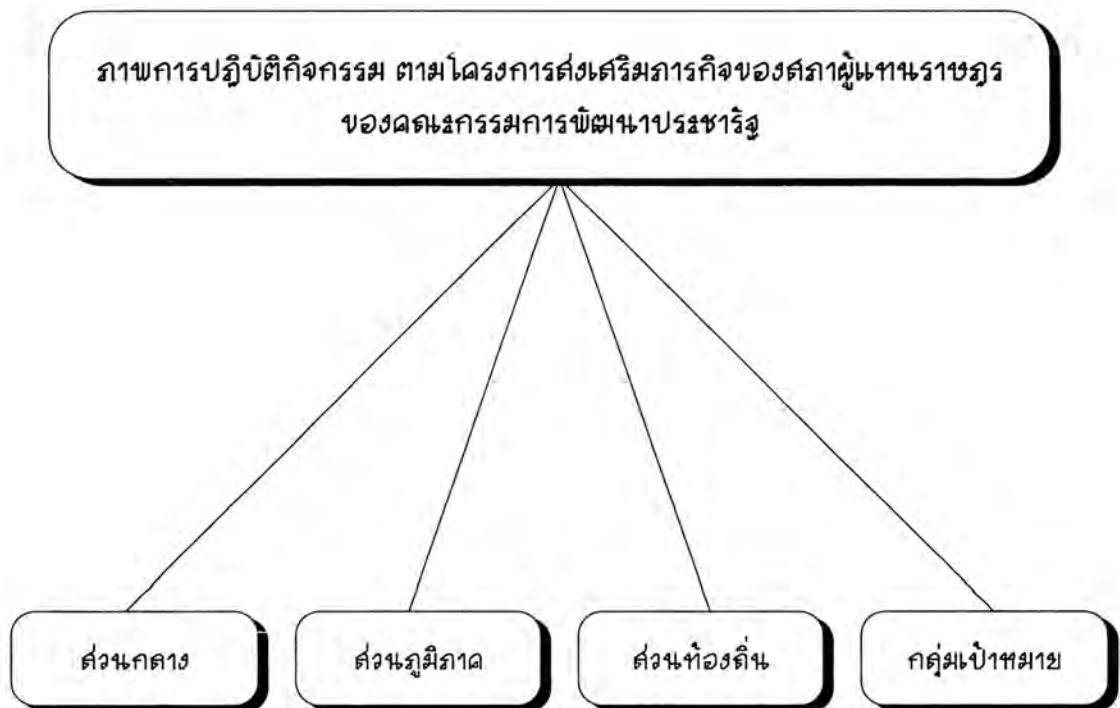 ภาพการปฏิบัติกิจกรรม ตามโครงการส่งเสริมภารกิจของสภาผู้แทนราษฎร
ของคณะกรรมการพัฒนาประชารัฐ
ส่วนกลาง
ส่วนภูมิภาค
ส่วนท้องถิ่น
กลุ่มเป้าหมาย